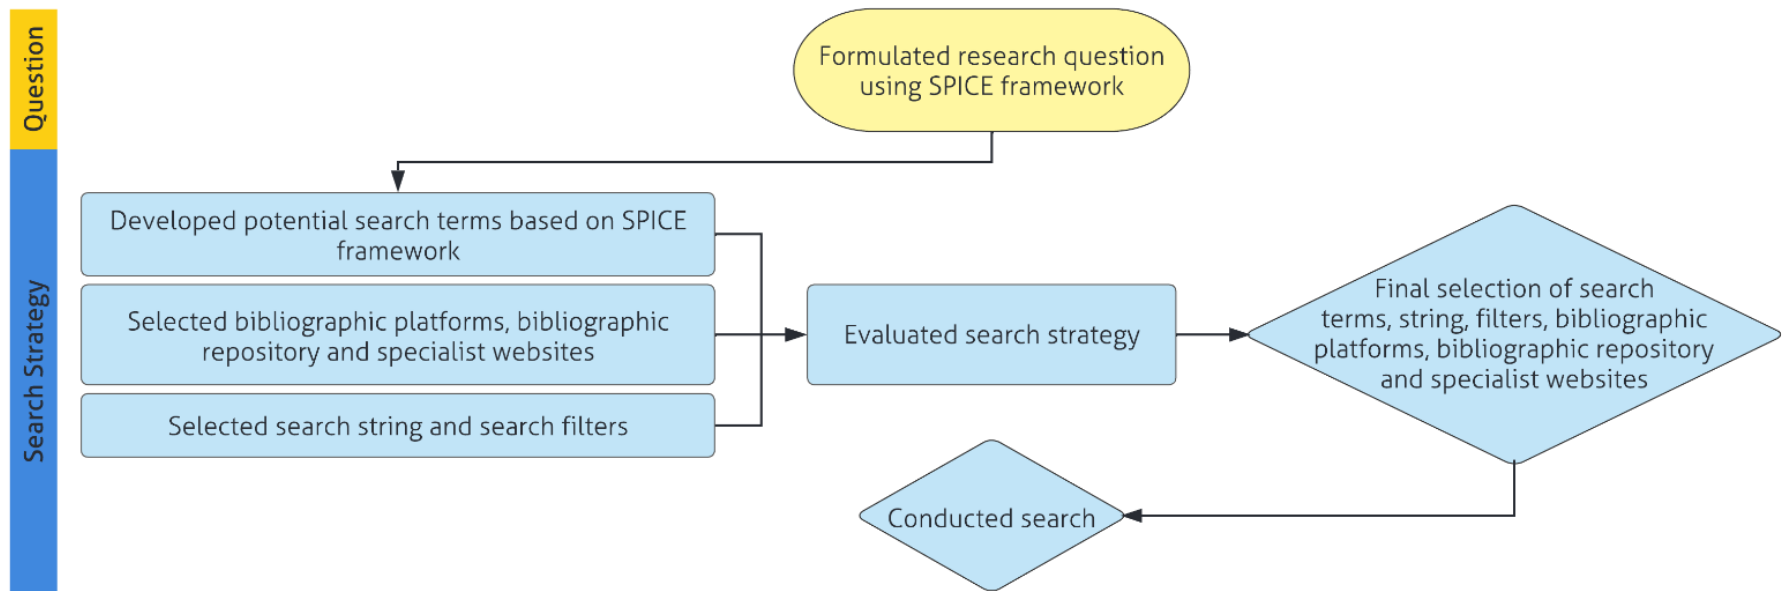 Question
Formulated research question
using SPICE framework
Search Strategy
Developed potential search terms based on SPICE
framework
Selected bibliographic platforms, bibliographic
repository and specialist websites
Selected search string and search filters
Evaluated search strategy
Final selection of search
terms, string, filters, bibliographic
platforms, bibliographic repository
and specialist websites
Conducted search